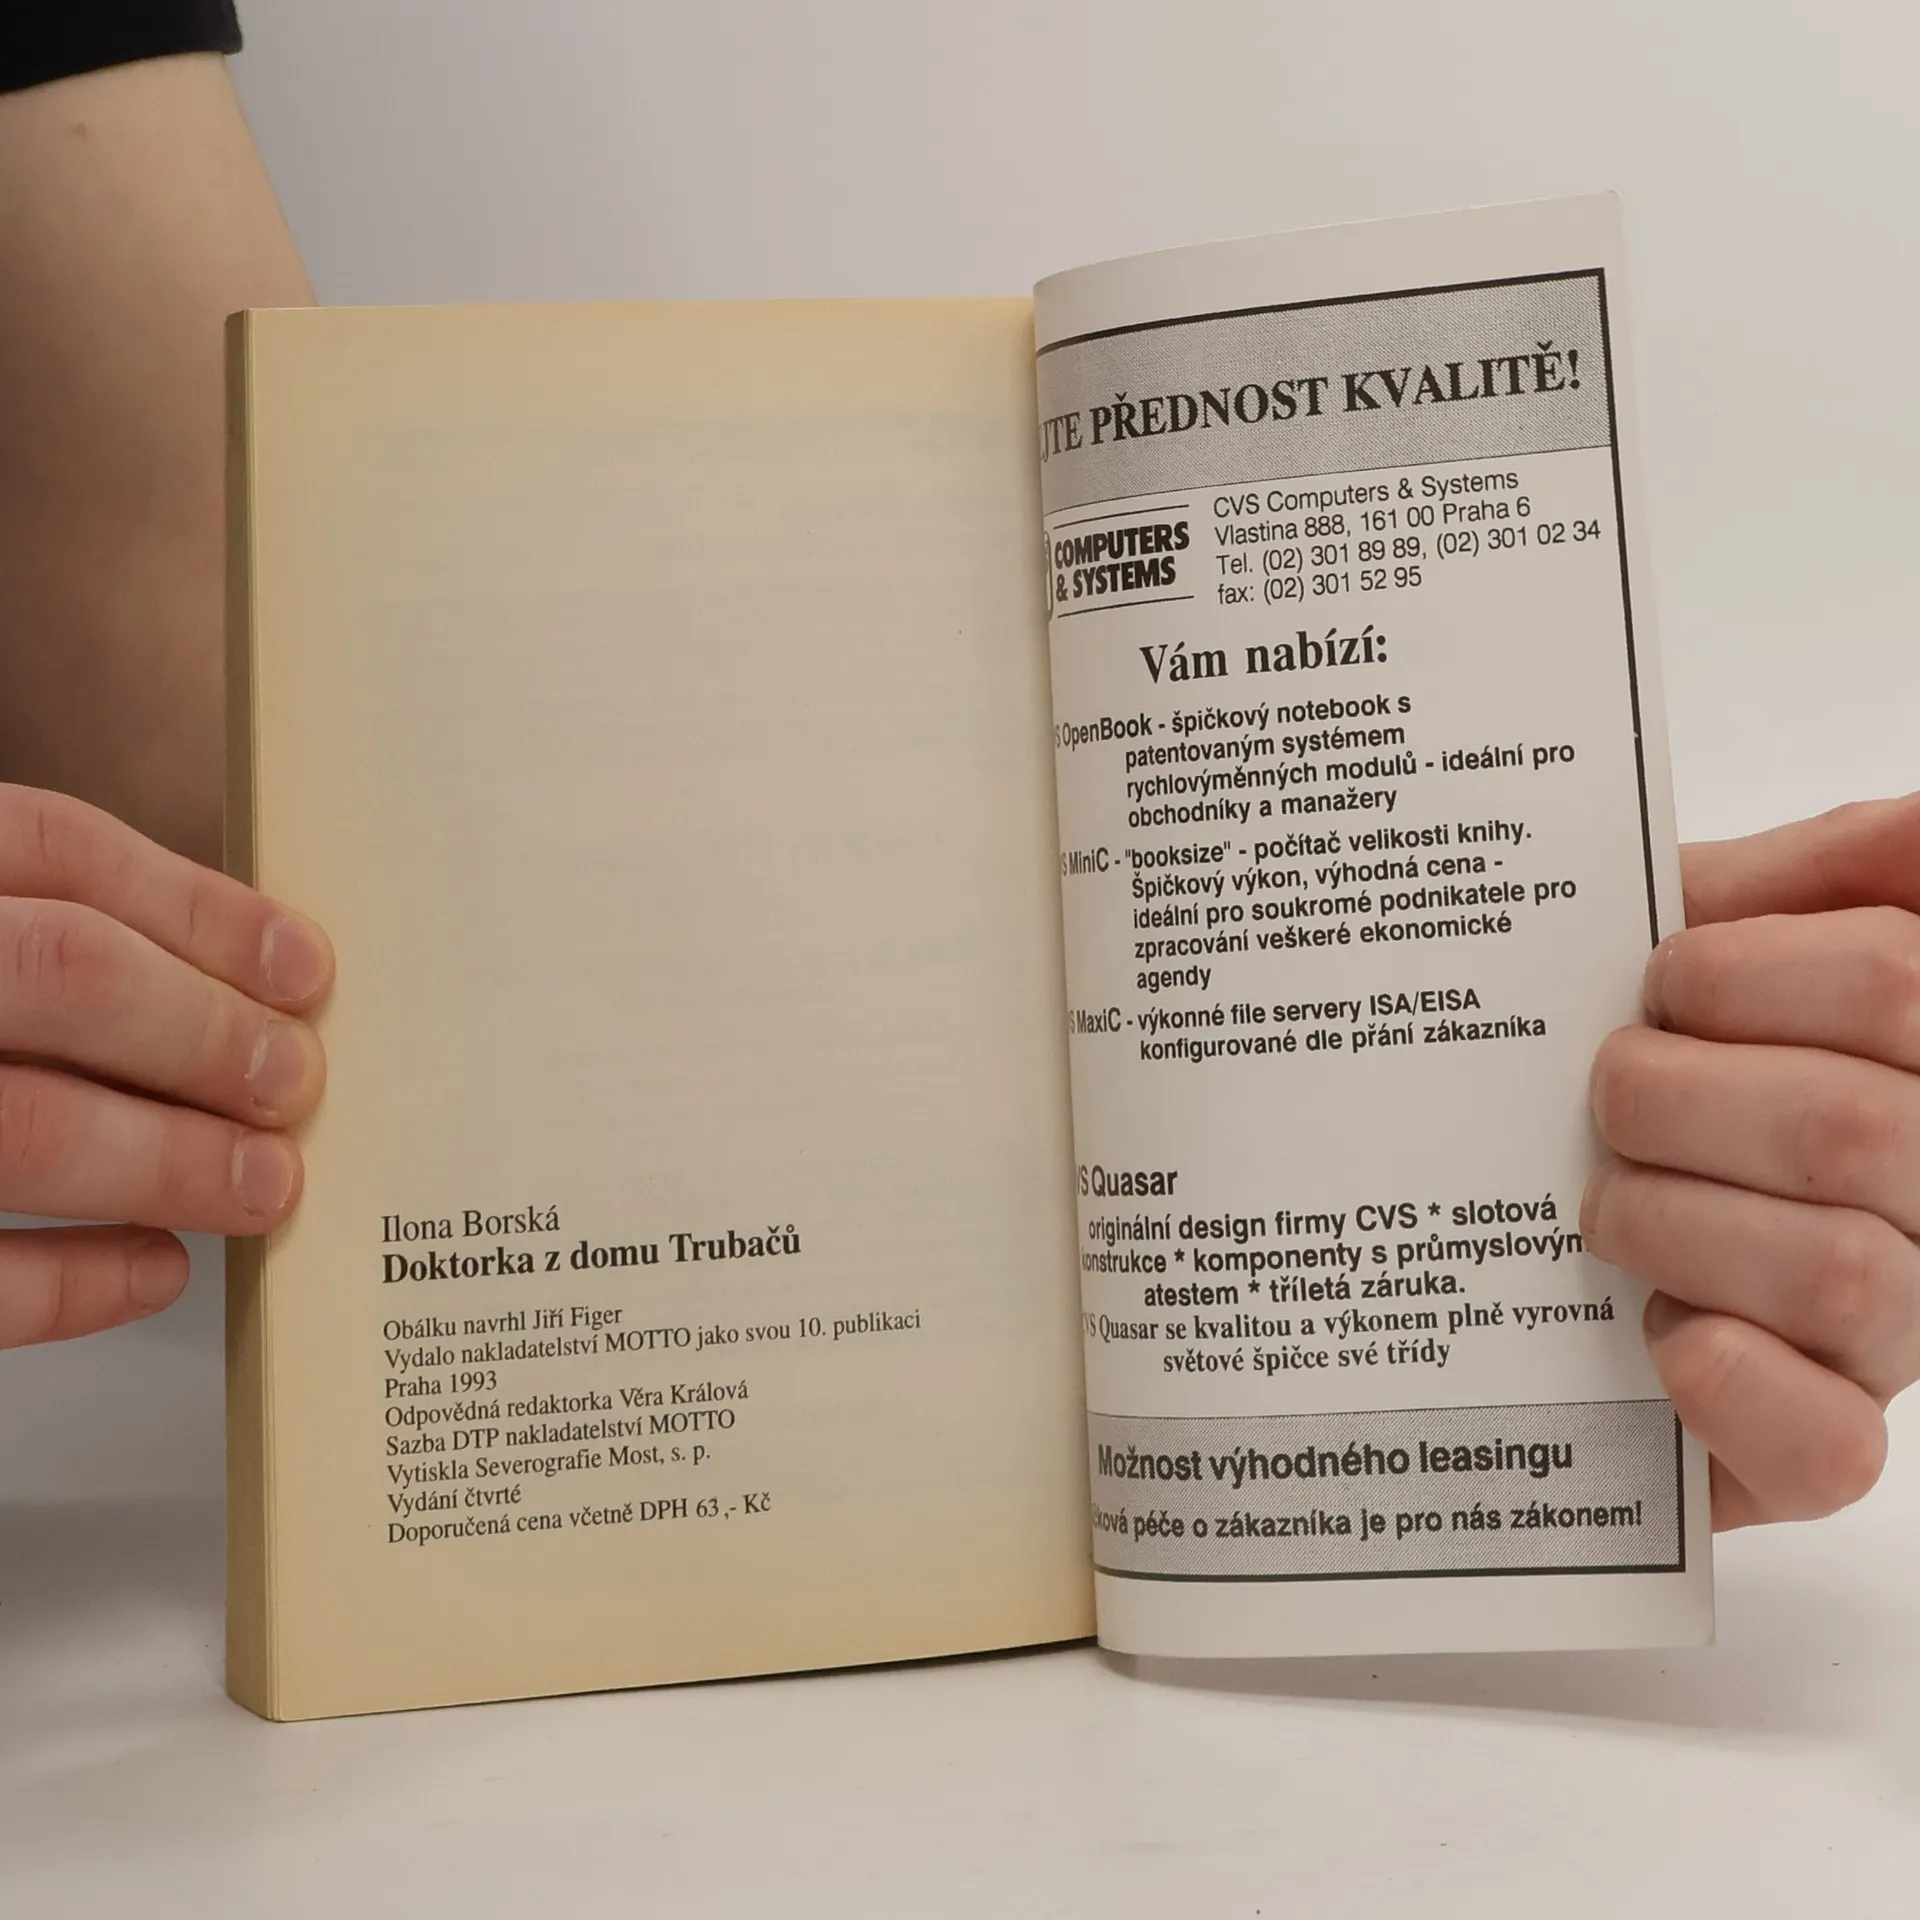 Ilona Borská
Doktorka z domu Trubačů
Obálku navrhl Jiří Figer
Vydalo nakladatelství MOTTO jako svou 10. publikaci
Praha 1993
Odpovědná redaktorka Věra Králová
Sazba DTP nakladatelství MOTTO
Vytiskla Severografie Most, s. p.
Vydání čtvrté
Doporučená cena včetně DPH 63 ,- Kč
PŘEDNOST KVALITĚ!
COMPUTERS
& SYSTEMS
CVS Computers & Systems
Vlastina 888, 161 00 Praha 6
Tel. (02) 301 89 89, (02) 301 02 34
fax: (02) 301 52 95
Vám nabízí:
OpenBook - špičkový notebook s
patentovaným systémem
rychlovýměnných modulů - ideální pro
obchodníky a manažery
MiniC - "booksize" - počítač velikosti knihy.
Špičkový výkon, výhodná cena -
ideální pro soukromé podnikatele pro
zpracování veškeré ekonomické
agendy
MaxiC - výkonné file servery ISA/EISA
konfigurované dle přání zákazníka
Quasar
originální design firmy CVS * slotová
* komponenty s
atestem * tříletá záruka.
Quasar se kvalitou a výkonem plně vyrovná
světové špičce své třídy
Možnost výhodného leasingu
péče o zákazníka je pro nás zákonem!